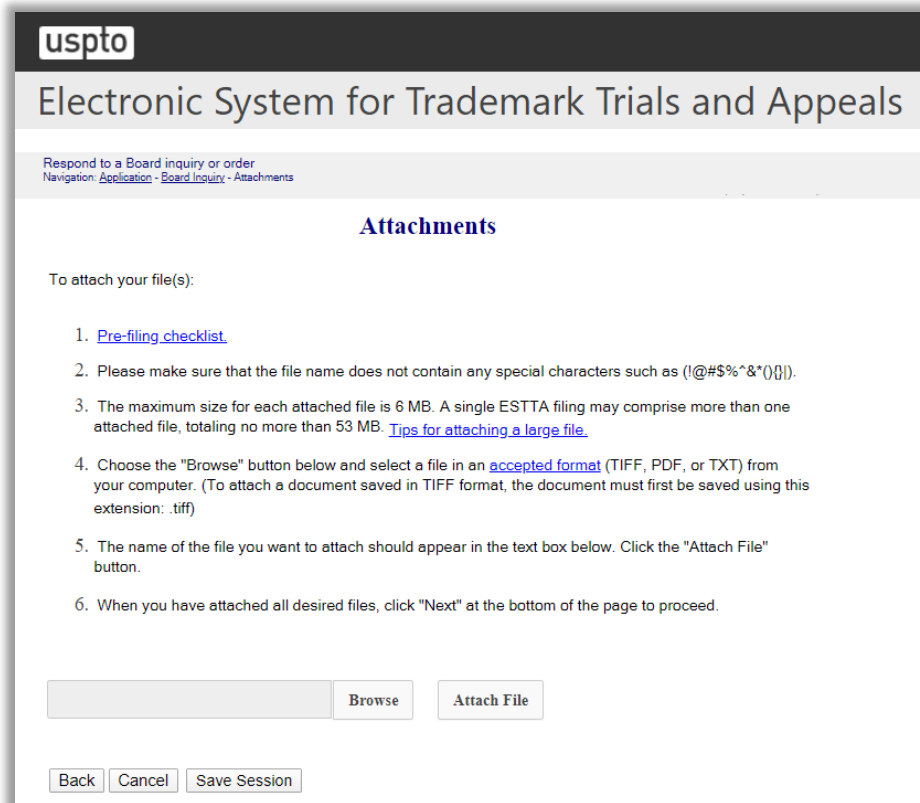 uspto
Electronic System for Trademark Trials and Appeals
Respond to a Board inquiry or order
Navigation: Application - Board Inquiry - Attachments
Attachments
To attach your file(s):
1. Pre-filing checklist.
2. Please make sure that the file name does not contain any special characters such as (!@#$%^&*(){}|).
3. The maximum size for each attached file is 6 MB. A single ESTTA filing may comprise more than one
attached file, totaling no more than 53 MB. Tips for attaching a large file.
4. Choose the "Browse" button below and select a file in an accepted format (TIFF, PDF, or TXT) from
your computer. (To attach a document saved in TIFF format, the document must first be saved using this
extension: .tiff)
5. The name of the file you want to attach should appear in the text box below. Click the "Attach File"
button.
6. When you have attached all desired files, click "Next" at the bottom of the page to proceed.
Browse Attach File
Back Cancel Save Session